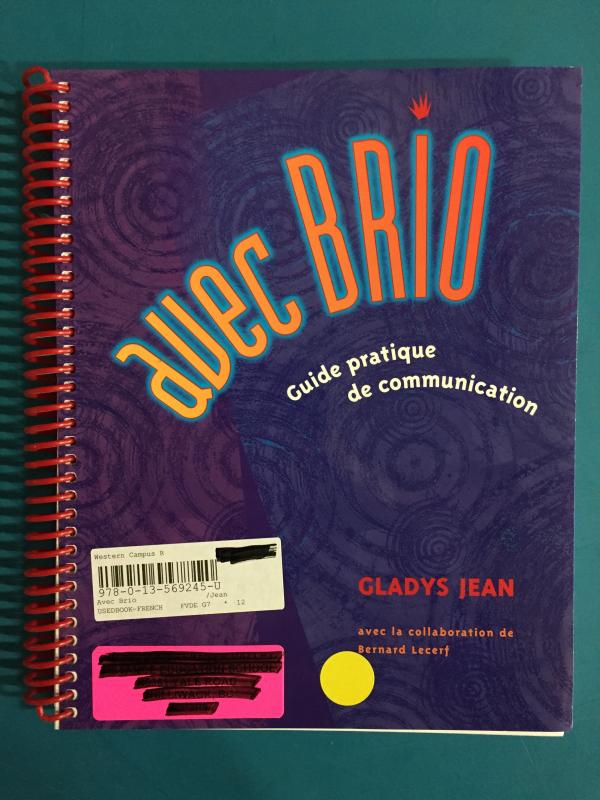 avec BRIO
Guide pratique
de communication
Western Campus R
978-0-13-569245-U
Avec Brio /Jean
USEDBOOK-FRENCH FVDE G7 * 12
GLADYS JEAN
avec la collaboration de
Bernard Lecerf